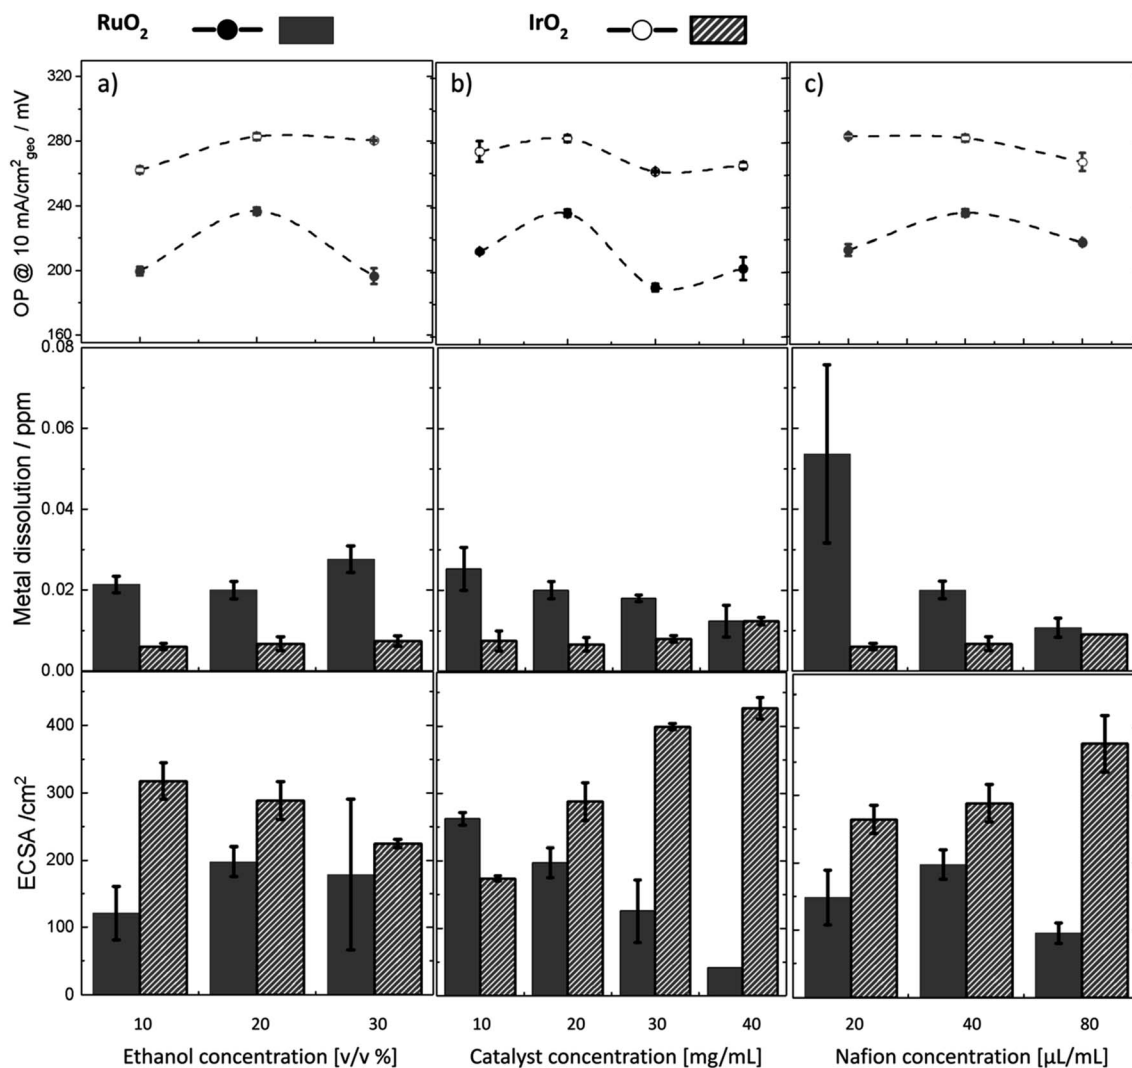 RuO2 IrO2
a) b) c)
OP @ 10 mA/cm2geo / mV
320
280
240
200
160
Metal dissolution / ppm
0.08
0.06
0.04
0.02
0.00
ECSA /cm2
400
300
200
100
0
10 20 30 10 20 30 40 20 40 80
Ethanol concentration [v/v %] Catalyst concentration [mg/mL] Nafion concentration [µL/mL]